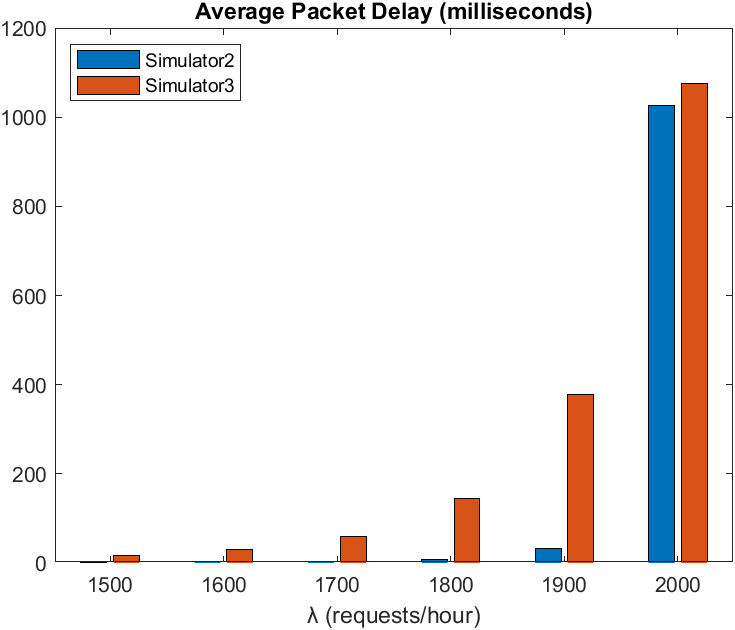 Average Packet Delay (milliseconds)
1200
Simulator2
Simulator3
1000
800
600
400
200
0
1500 1600 1700 1800 1900 2000
λ (requests/hour)